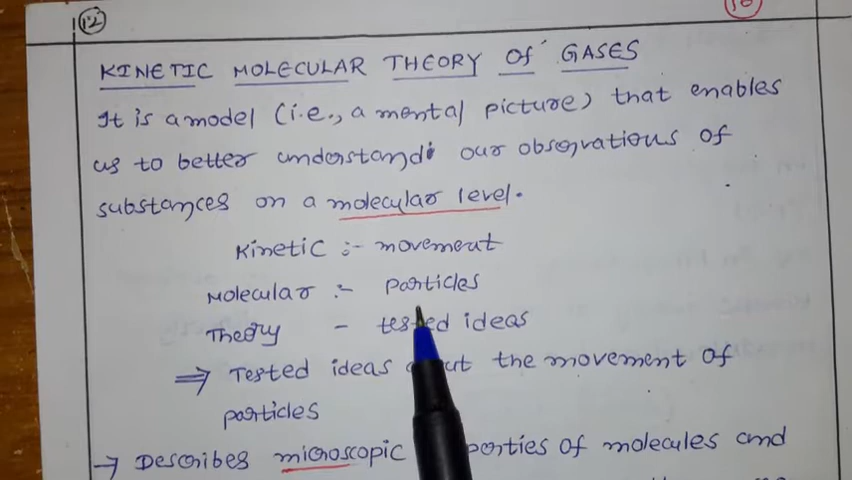 12
KINETIC MOLECULAR THEORY Of GASES
It is a model (i.e., a mental picture) that enables
us to better understand our observations of
substances on a molecular level.
Kinetic :- movement
Molecular :- Particles
Theory - tested ideas
⇒ Tested ideas the movement of
particles
→ Describes microscopic of molecules and